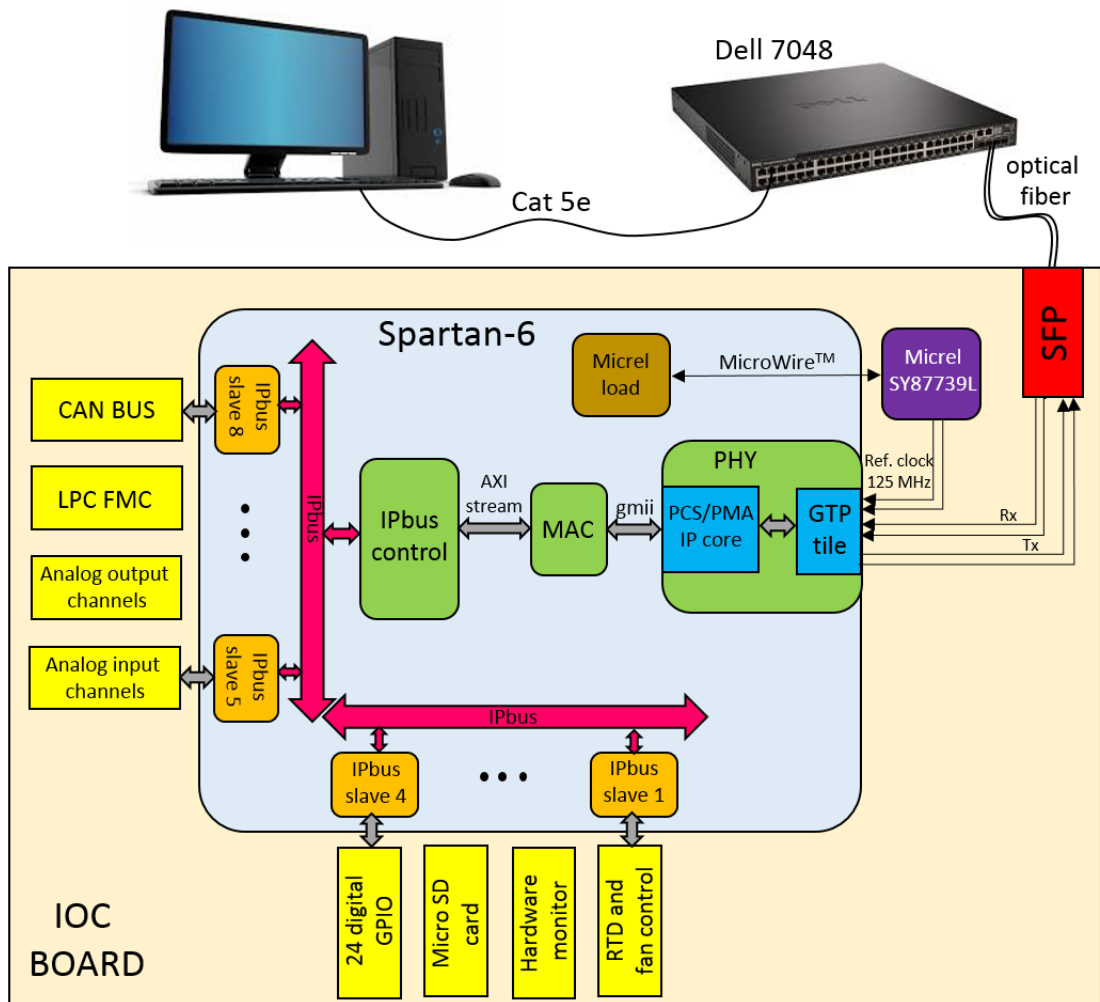 Dell 7048
DELL
Cat 5e
optical
fiber
Spartan-6
SFP
Micrel
load
MicroWire™
Micrel
SY87739L
CAN BUS
IPbus
slave 8
LPC FMC
Analog output
channels
Analog input
channels
IPbus
slave 5
IPbus
IPbus
control
AXI
stream
MAC
gmii
PHY
PCS/PMA
IP core
GTP
tile
Ref. clock
125 MHz
Rx
Tx
IPbus
IPbus
slave 4
• • •
IPbus
slave 1
24 digital
GPIO
Micro SD
card
Hardware
monitor
RTD and
fan control
IOC
BOARD